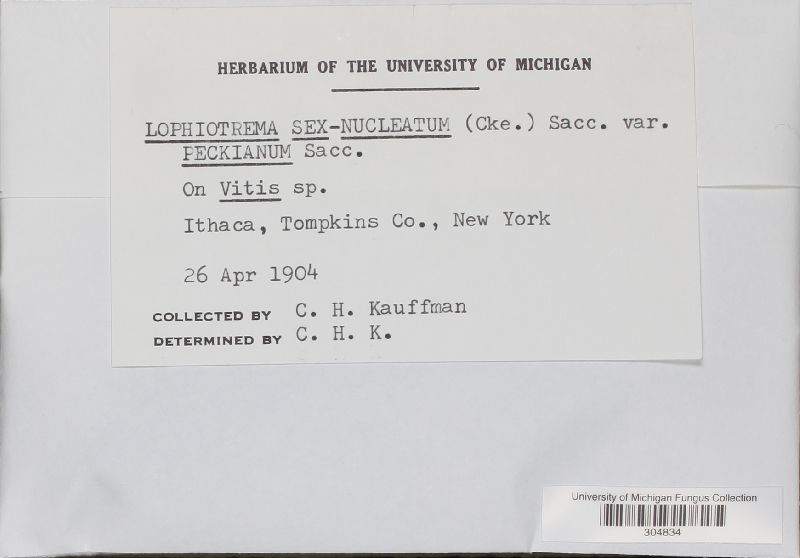 HERBARIUM OF THE UNIVERSITY OF MICHIGAN
LOPHIOTREMA SEX-NUCLEATUM (Cke.) Sacc. var.
PECKIANUM Sacc.
On Vitis sp.
Ithaca, Tompkins Co., New York
26 Apr 1904
COLLECTED BY C. H. Kauffman
DETERMINED BY C. H. K.
University of Michigan Fungus Collection
304834